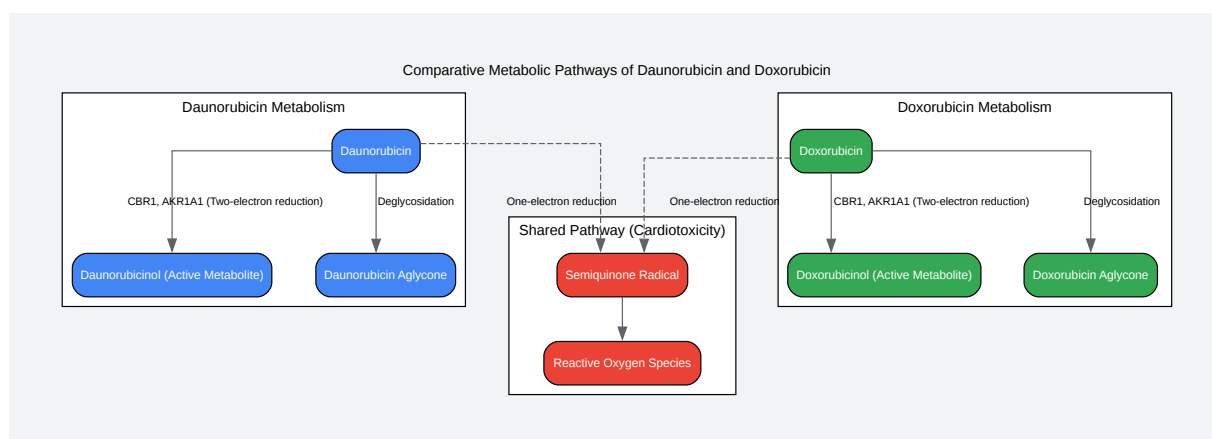 Comparative Metabolic Pathways of Daunorubicin and Doxorubicin
Daunorubicin Metabolism
Daunorubicin
CBR1, AKR1A1 (Two-electron reduction)
Deglycosidation
Daunorubicinol (Active Metabolite)
Daunorubicin Aglycone
One-electron reduction
One-electron reduction
Shared Pathway (Cardiotoxicity)
Semiquinone Radical
Reactive Oxygen Species
Doxorubicin Metabolism
Doxorubicin
CBR1, AKR1A1 (Two-electron reduction)
Deglycosidation
Doxorubicinol (Active Metabolite)
Doxorubicin Aglycone